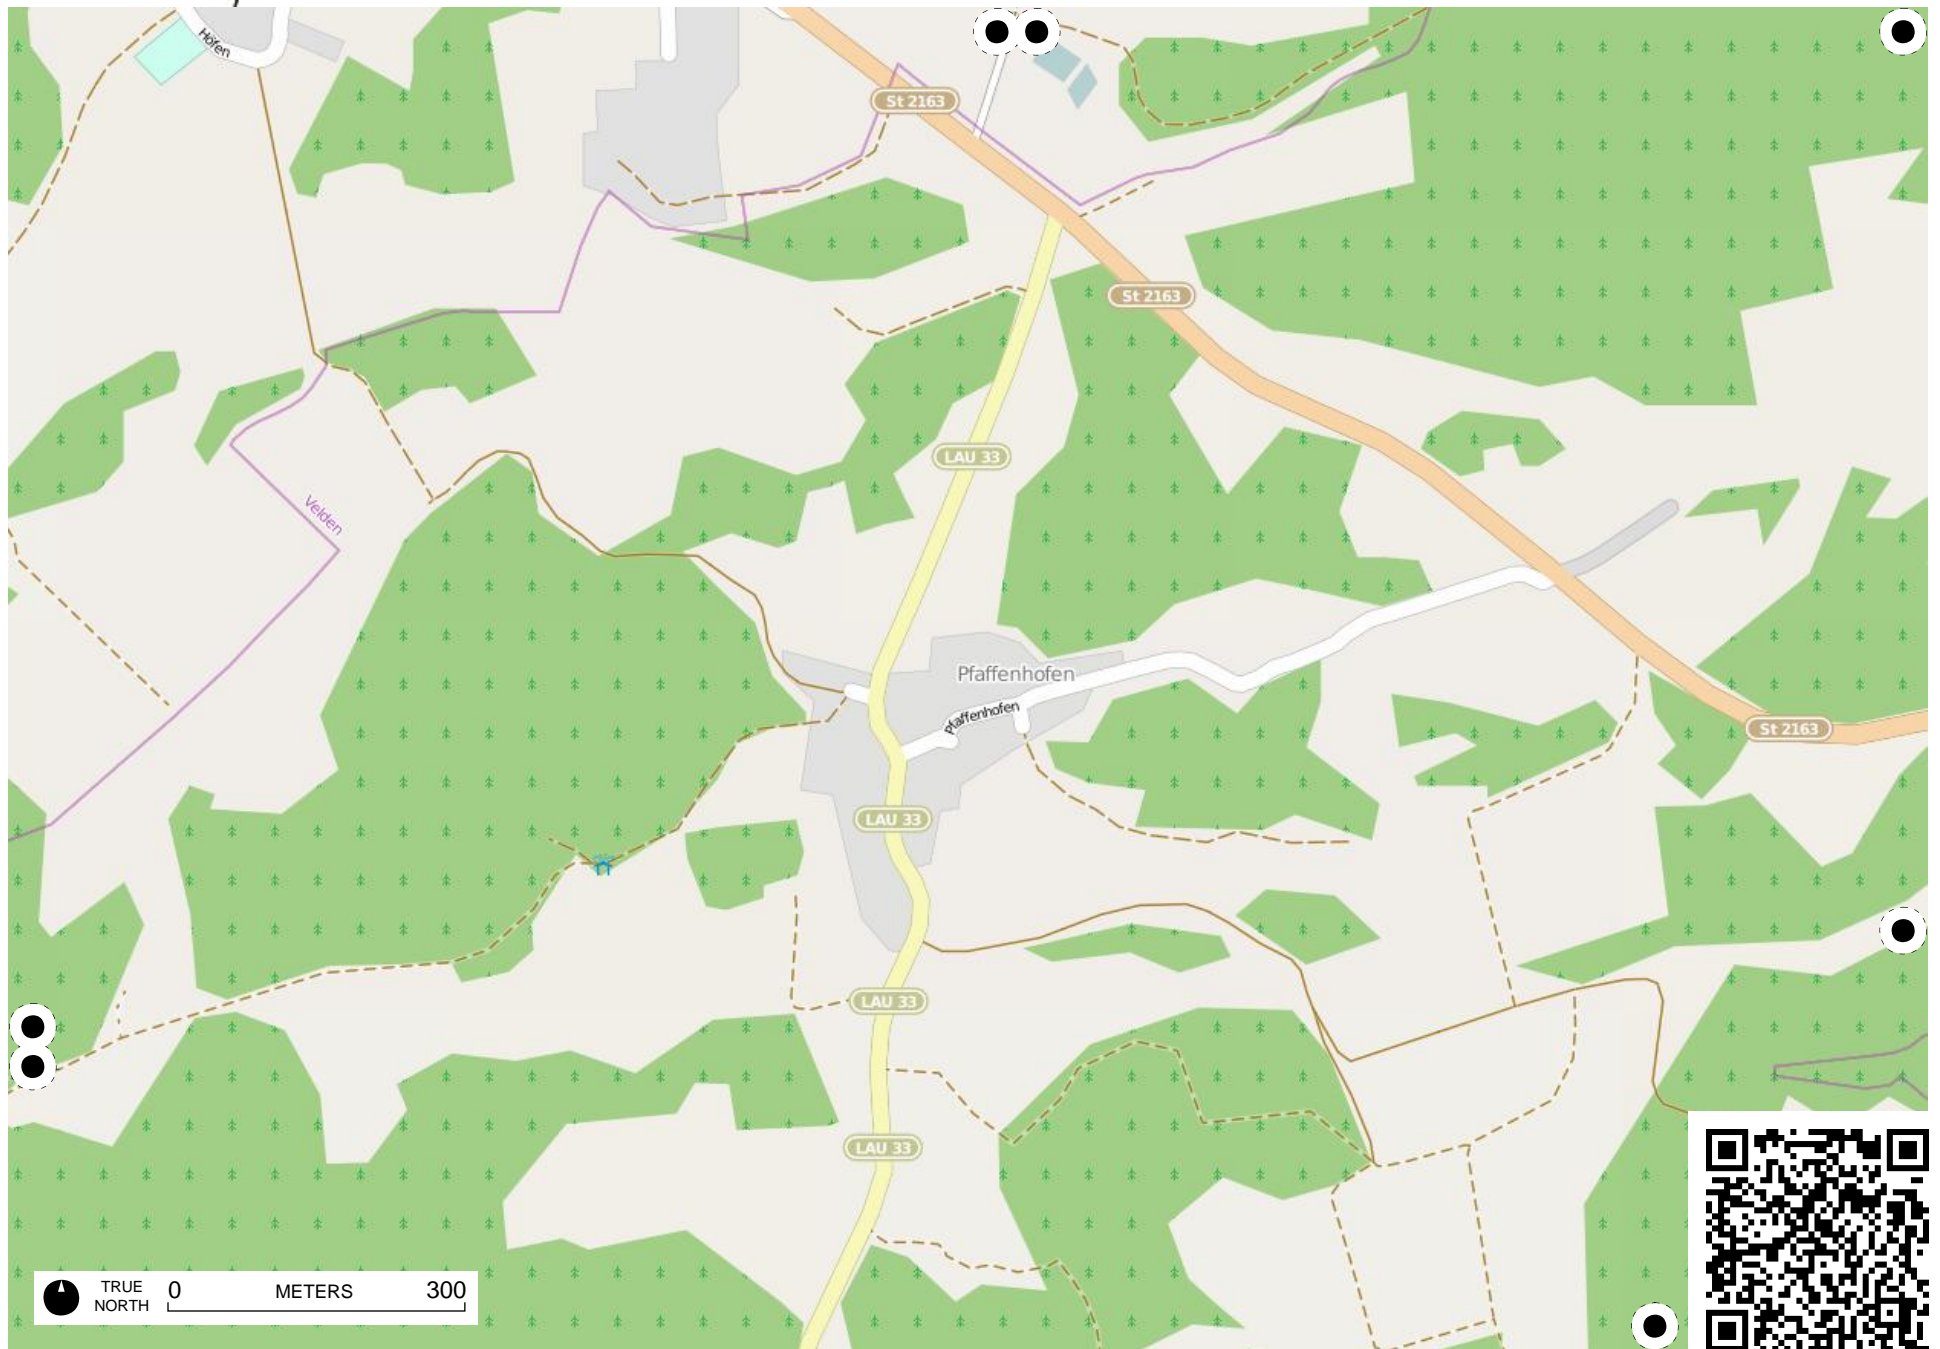 Höfen
St 2163
St 2163
LAU 33
Velden
Pfaffenhofen
Pfaffenhofen
St 2163
LAU 33
LAU 33
LAU 33
TRUE NORTH
0 METERS 300